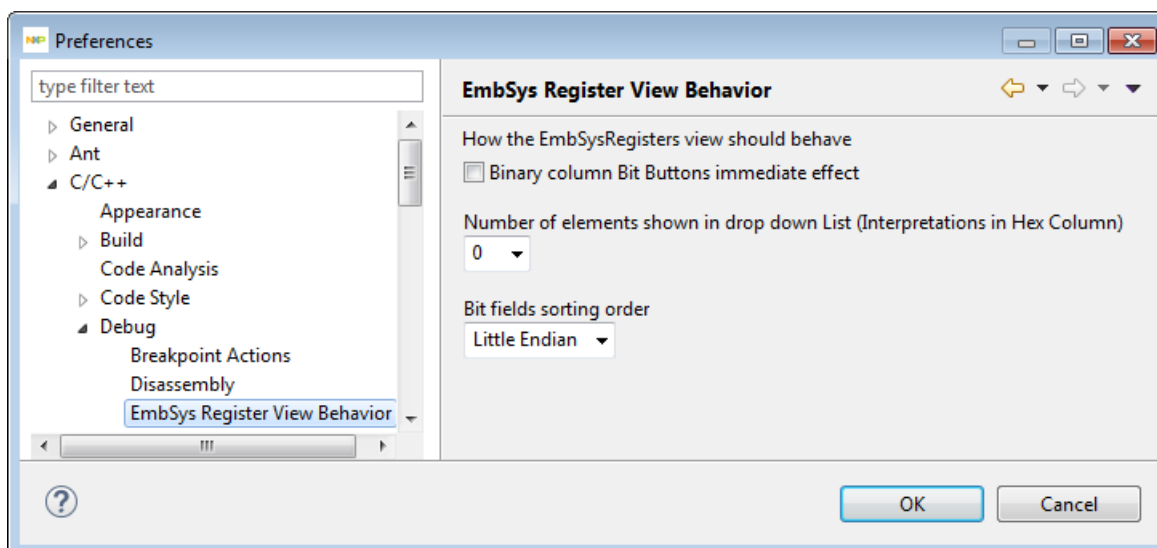 NXP Preferences
type filter text
General
Ant
C/C++
Appearance
Build
Code Analysis
Code Style
Debug
Breakpoint Actions
Disassembly
EmbSys Register View Behavior
EmbSys Register View Behavior
How the EmbSysRegisters view should behave
Binary column Bit Buttons immediate effect
Number of elements shown in drop down List (Interpretations in Hex Column)
0
Bit fields sorting order
Little Endian
?
OK
Cancel